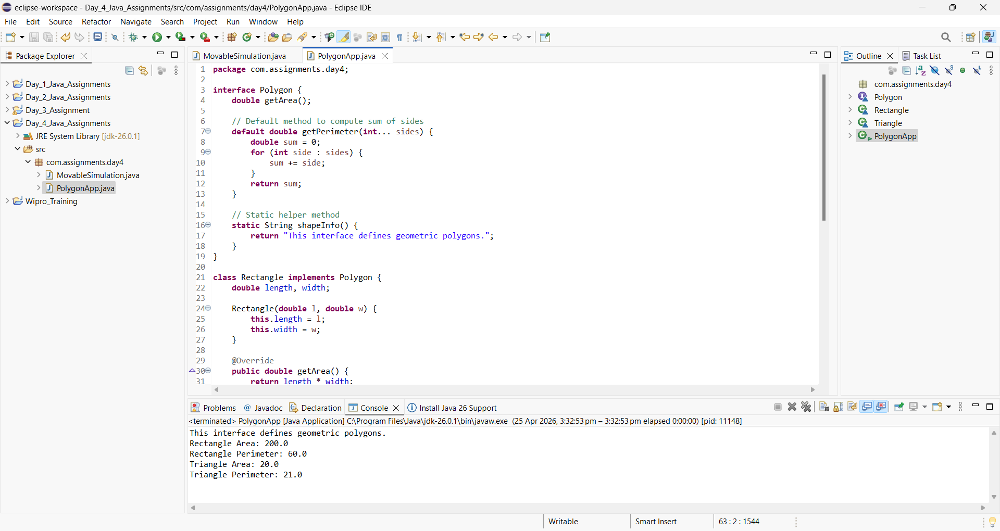 eclipse-workspace - Day_4_Java_Assignments/src/com/assignments/day4/PolygonApp.java - Eclipse IDE
File Edit Source Refactor Navigate Search Project Run Window Help
Package Explorer
Day_1_Java_Assignments
Day_2_Java_Assignments
Day_3_Assignment
Day_4_Java_Assignments
JRE System Library [jdk-26.0.1]
src
com.assignments.day4
MovableSimulation.java
PolygonApp.java
Wipro_Training
MovableSimulation.java PolygonApp.java
1 package com.assignments.day4;
2
3 interface Polygon {
4     double getArea();
5
6     // Default method to compute sum of sides
7     default double getPerimeter(int... sides) {
8         double sum = 0;
9         for (int side : sides) {
10             sum += side;
11         }
12         return sum;
13     }
14
15     // Static helper method
16     static String shapeInfo() {
17         return "This interface defines geometric polygons.";
18     }
19 }
20
21 class Rectangle implements Polygon {
22     double length, width;
23
24     Rectangle(double l, double w) {
25         this.length = l;
26         this.width = w;
27     }
28
29     @Override
30     public double getArea() {
31         return length * width;
Outline Task List
com.assignments.day4
Polygon
Rectangle
Triangle
PolygonApp
Problems Javadoc Declaration Console Install Java 26 Support
<terminated> PolygonApp [Java Application] C:\Program Files\Java\jdk-26.0.1\bin\javaw.exe (25 Apr 2026, 3:32:53 pm – 3:32:53 pm elapsed 0:00:00) [pid: 11148]
This interface defines geometric polygons.
Rectangle Area: 200.0
Rectangle Perimeter: 60.0
Triangle Area: 20.0
Triangle Perimeter: 21.0
Writable Smart Insert 63 : 2 : 1544